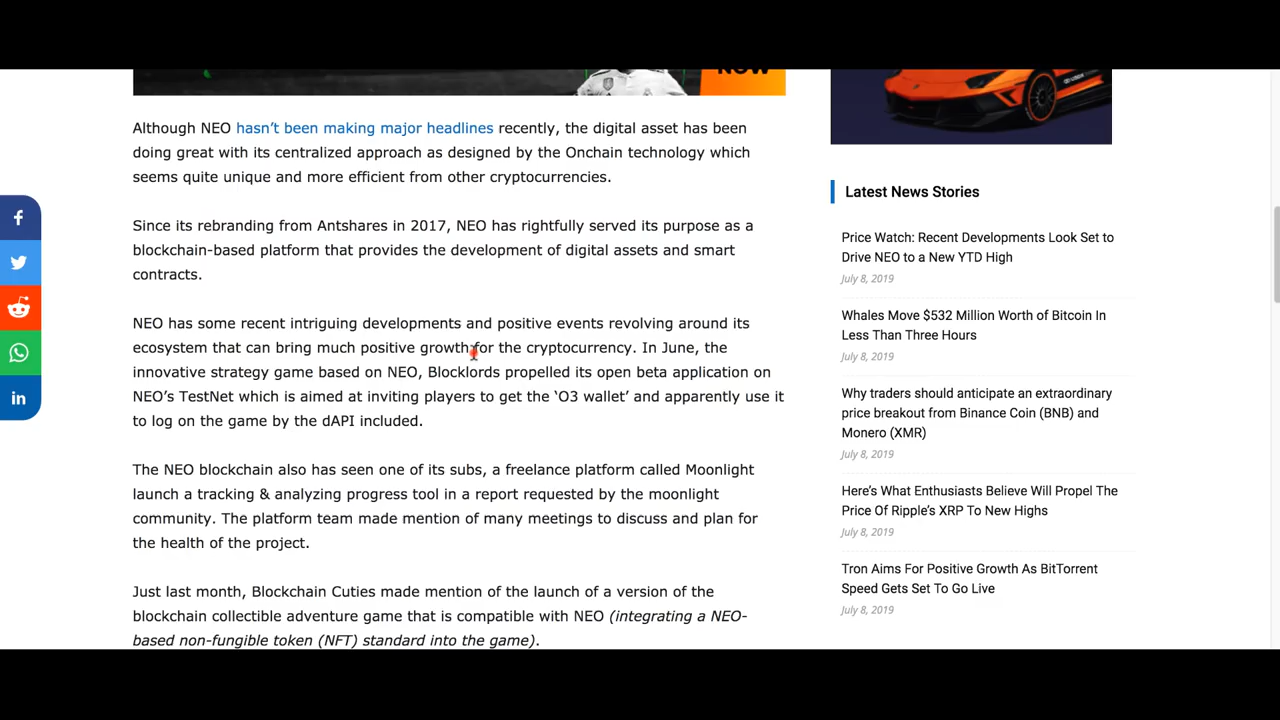 NOW
Although NEO hasn't been making major headlines recently, the digital asset has been
doing great with its centralized approach as designed by the Onchain technology which
seems quite unique and more efficient from other cryptocurrencies.
Since its rebranding from Antshares in 2017, NEO has rightfully served its purpose as a
blockchain-based platform that provides the development of digital assets and smart
contracts.
NEO has some recent intriguing developments and positive events revolving around its
ecosystem that can bring much positive growth for the cryptocurrency. In June, the
innovative strategy game based on NEO, Blocklords propelled its open beta application on
NEO's TestNet which is aimed at inviting players to get the ‘O3 wallet’ and apparently use it
to log on the game by the dAPI included.
The NEO blockchain also has seen one of its subs, a freelance platform called Moonlight
launch a tracking & analyzing progress tool in a report requested by the moonlight
community. The platform team made mention of many meetings to discuss and plan for
the health of the project.
Just last month, Blockchain Cuties made mention of the launch of a version of the
blockchain collectible adventure game that is compatible with NEO (integrating a NEO-
based non-fungible token (NFT) standard into the game).
Latest News Stories
Price Watch: Recent Developments Look Set to
Drive NEO to a New YTD High
July 8, 2019
Whales Move $532 Million Worth of Bitcoin In
Less Than Three Hours
July 8, 2019
Why traders should anticipate an extraordinary
price breakout from Binance Coin (BNB) and
Monero (XMR)
July 8, 2019
Here's What Enthusiasts Believe Will Propel The
Price Of Ripple's XRP To New Highs
July 8, 2019
Tron Aims For Positive Growth As BitTorrent
Speed Gets Set To Go Live
July 8, 2019